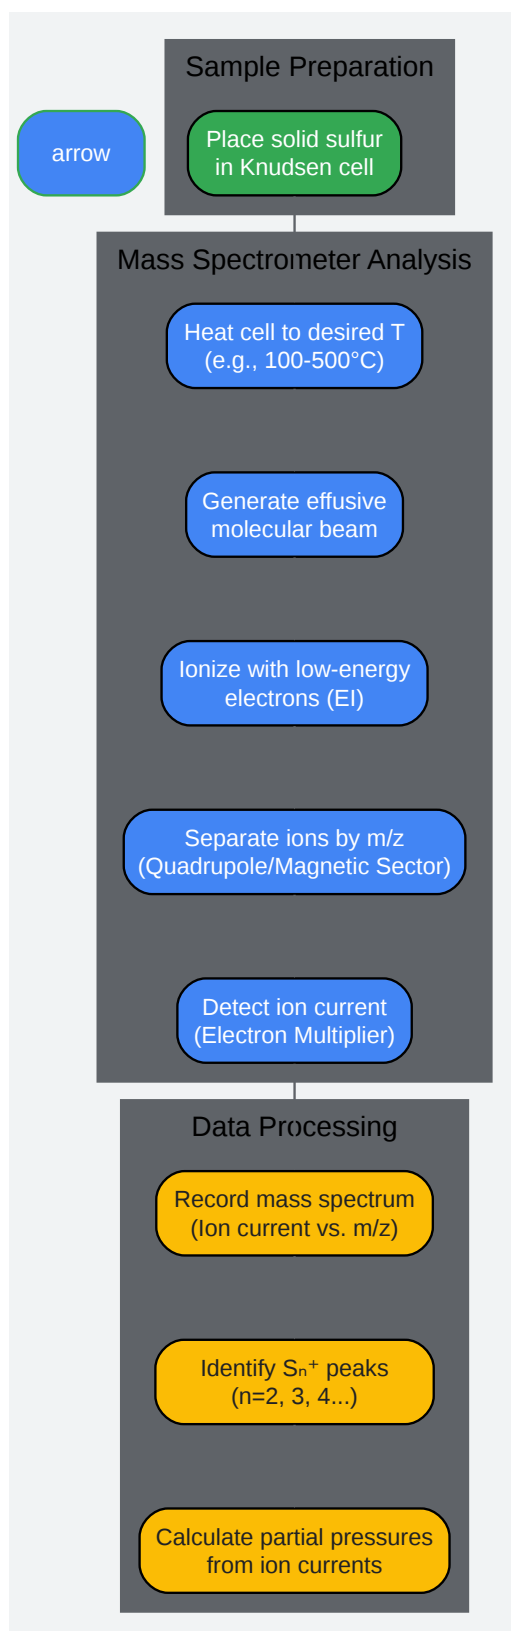 Sample Preparation
arrow
Place solid sulfur
in Knudsen cell
Mass Spectrometer Analysis
Heat cell to desired T
(e.g., 100-500°C)
Generate effusive
molecular beam
Ionize with low-energy
electrons (EI)
Separate ions by m/z
(Quadrupole/Magnetic Sector)
Detect ion current
(Electron Multiplier)
Data Processing
Record mass spectrum
(Ion current vs. m/z)
Identify Sₙ⁺ peaks
(n=2, 3, 4...)
Calculate partial pressures
from ion currents